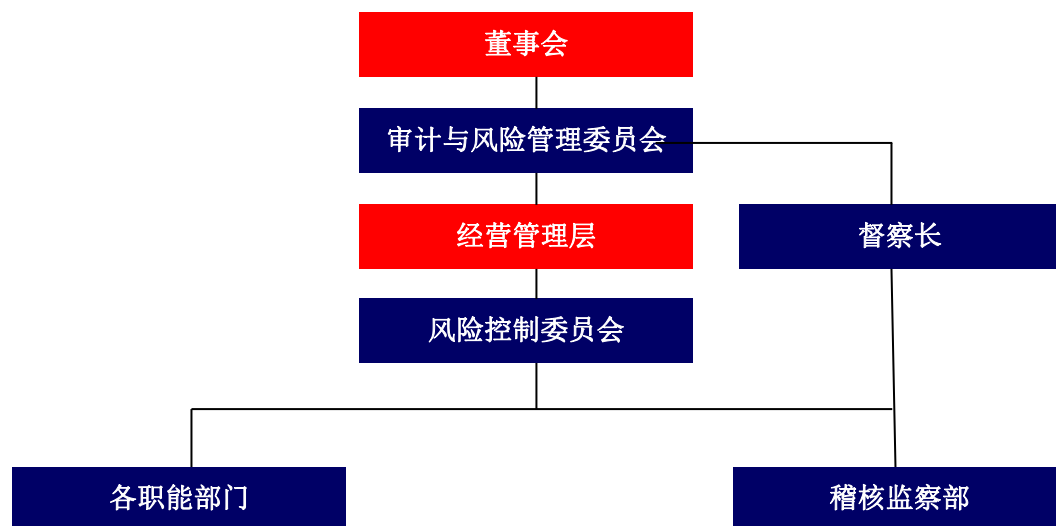 董事会
审计与风险管理委员会
经营管理层
督察长
风险控制委员会
各职能部门
稽核监察部